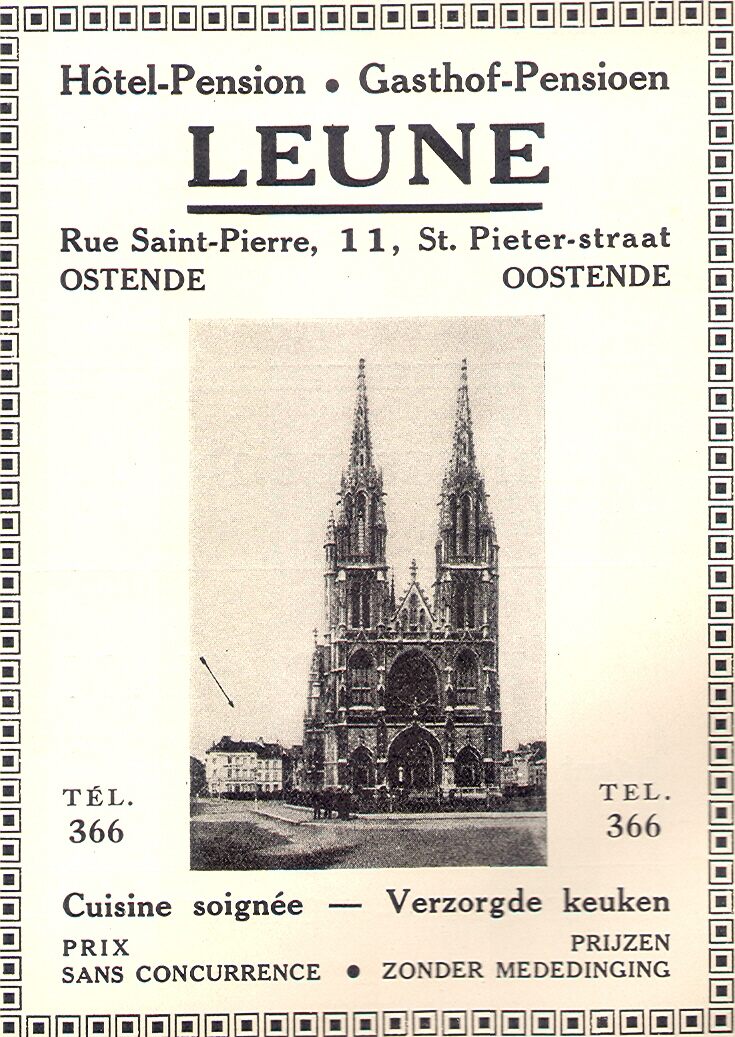 Hôtel-Pension • Gasthof-Pensioen
LEUNE
Rue Saint-Pierre, 11, St. Pieter-straat
OSTENDE OOSTENDE
TÉL. TEL.
366 366
Cuisine soignée — Verzorgde keuken
PRIX PRIJZEN
SANS CONCURRENCE • ZONDER MEDEDINGING